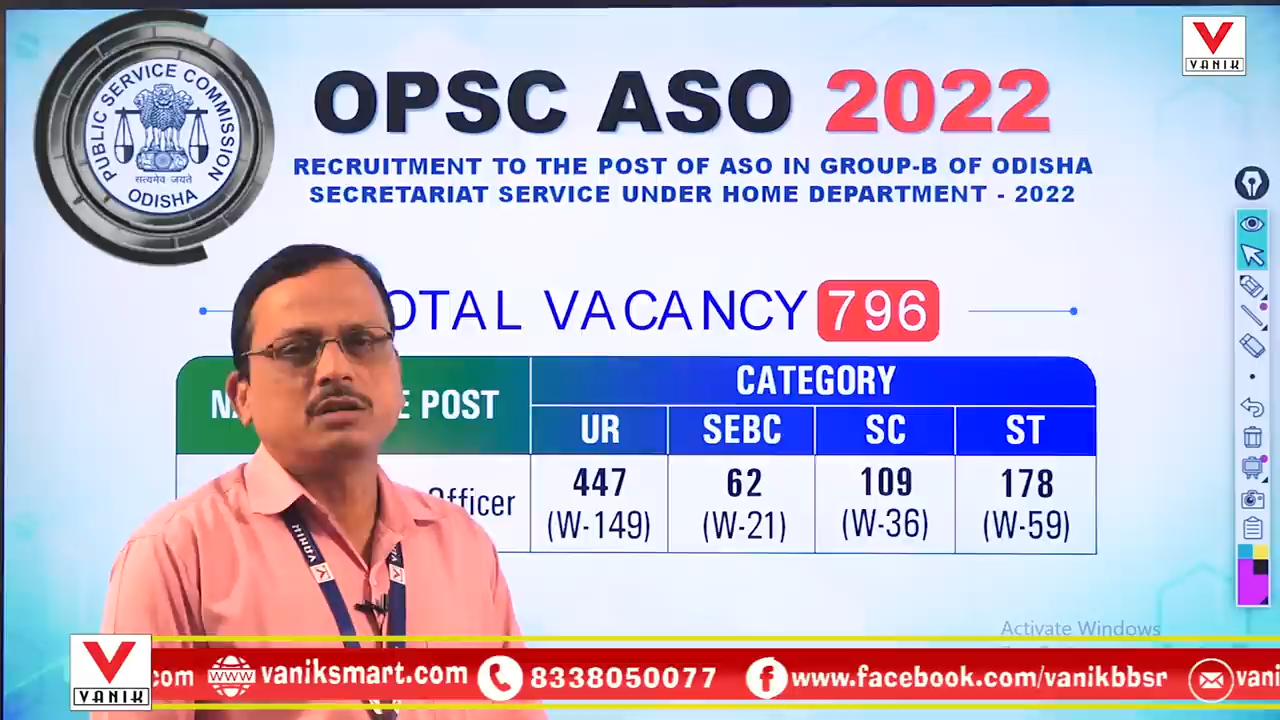 PUBLIC SERVICE COMMISSION
सत्यमेव जयते
ODISHA
OPSC ASO 2022
RECRUITMENT TO THE POST OF ASO IN GROUP-B OF ODISHA
SECRETARIAT SERVICE UNDER HOME DEPARTMENT - 2022
VANIK
OTAL VACANCY 796
POST
CATEGORY
UR SEBC SC ST
Officer
447 62 109 178
(W-149) (W-21) (W-36) (W-59)
VANIK
Activate Windows
VANIK
.com www vaniksmart.com 8338050077 f www.facebook.com/vanikbbsr vani